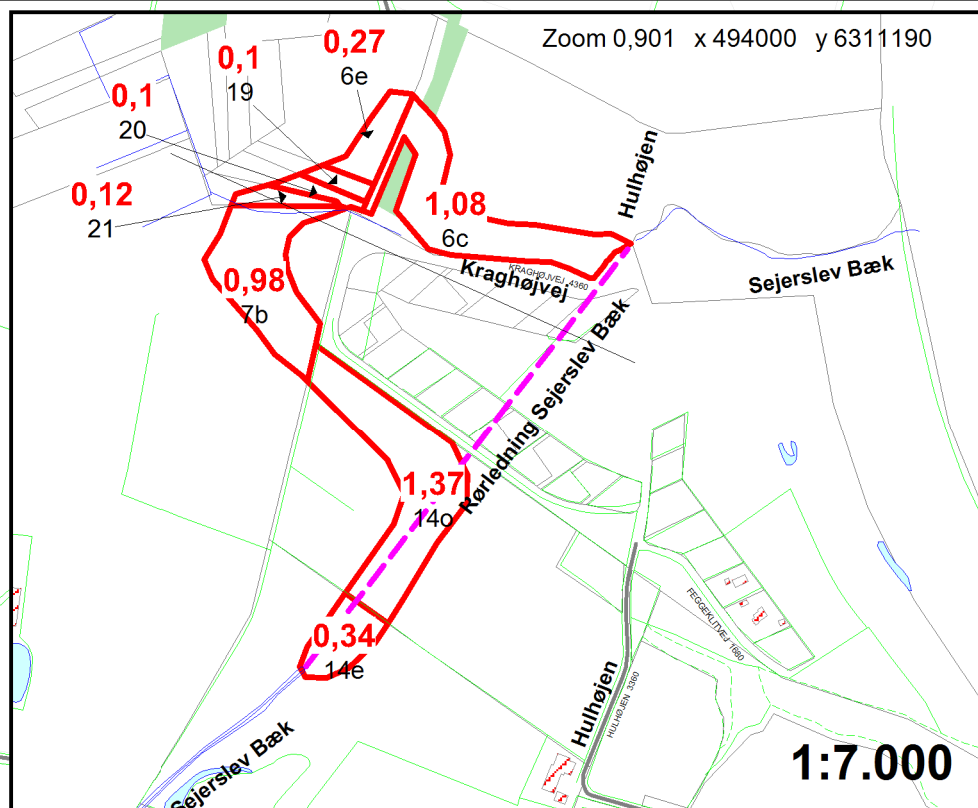 Zoom 0,901 x 494000 y 6311190
0,27
6e
0,1
19
0,1
20
0,12
21
1,08
6c
Hulhøjen
Sejerslev Bæk
KRAGHØJVEJ 4360
Kraghøjvej
0,98
7b
Rørledning Sejerslev Bæk
1,37
14o
0,34
14e
FEGGEKLITVEJ 1680
Hulhøjen
HULHØJEN 3360
Sejerslev Bæk
1:7.000